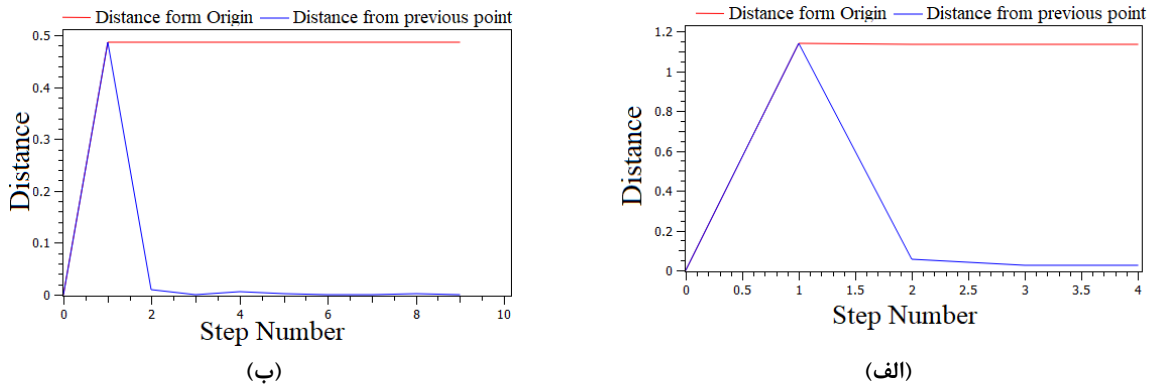 Distance form Origin Distance from previous point
0.5
0.4
0.3
0.2
0.1
0
Distance
0 2 4 6 8 10
Step Number
(ب)
Distance form Origin Distance from previous point
1.2
1
0.8
0.6
0.4
0.2
0
Distance
0 0.5 1 1.5 2 2.5 3 3.5 4
Step Number
(الف)